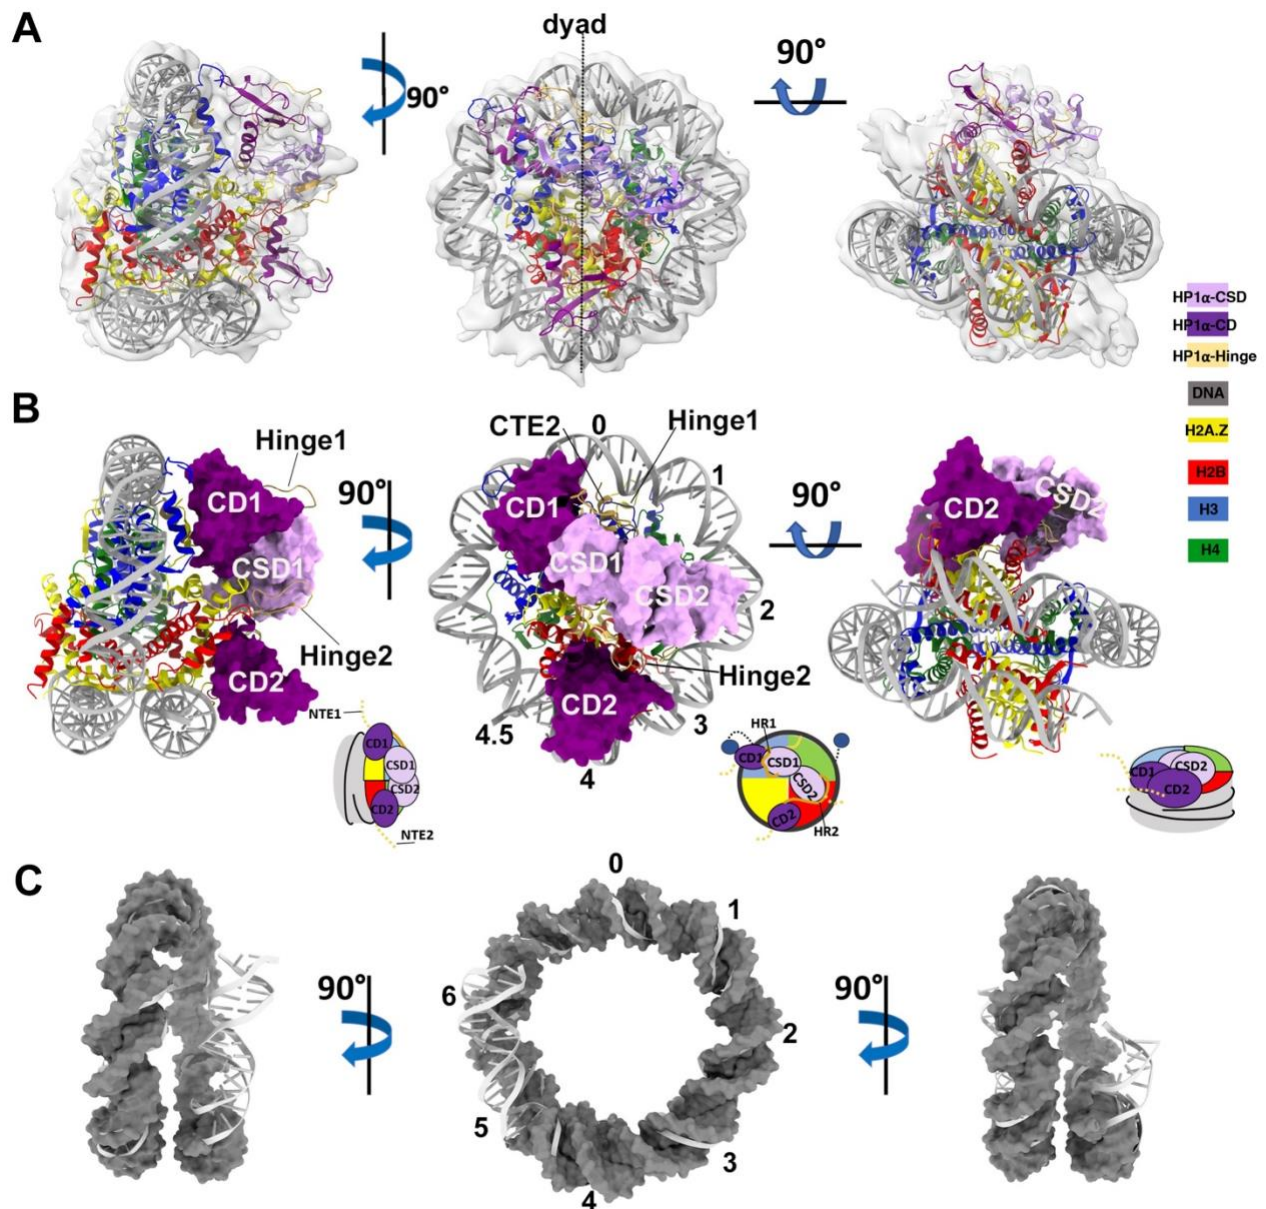 A
dyad
90°
90°
HP1α-CSD
HP1α-CD
HP1α-Hinge
DNA
H2A.Z
H2B
H3
H4
B
Hinge1
CD1
CSD1
Hinge2
CD2
90°
NTE1
CD1
CSD1
CSD2
CD2
NTE2
CTE2
0
Hinge1
1
CD1
CSD1
CSD2
2
Hinge2
CD2
3
4.5
4
HR1
CD1
CSD1
CSD2
CD2
HR2
90°
CD2
CSD2
CD1
CSD2
CD2
C
90°
0
1
2
3
4
5
6
90°